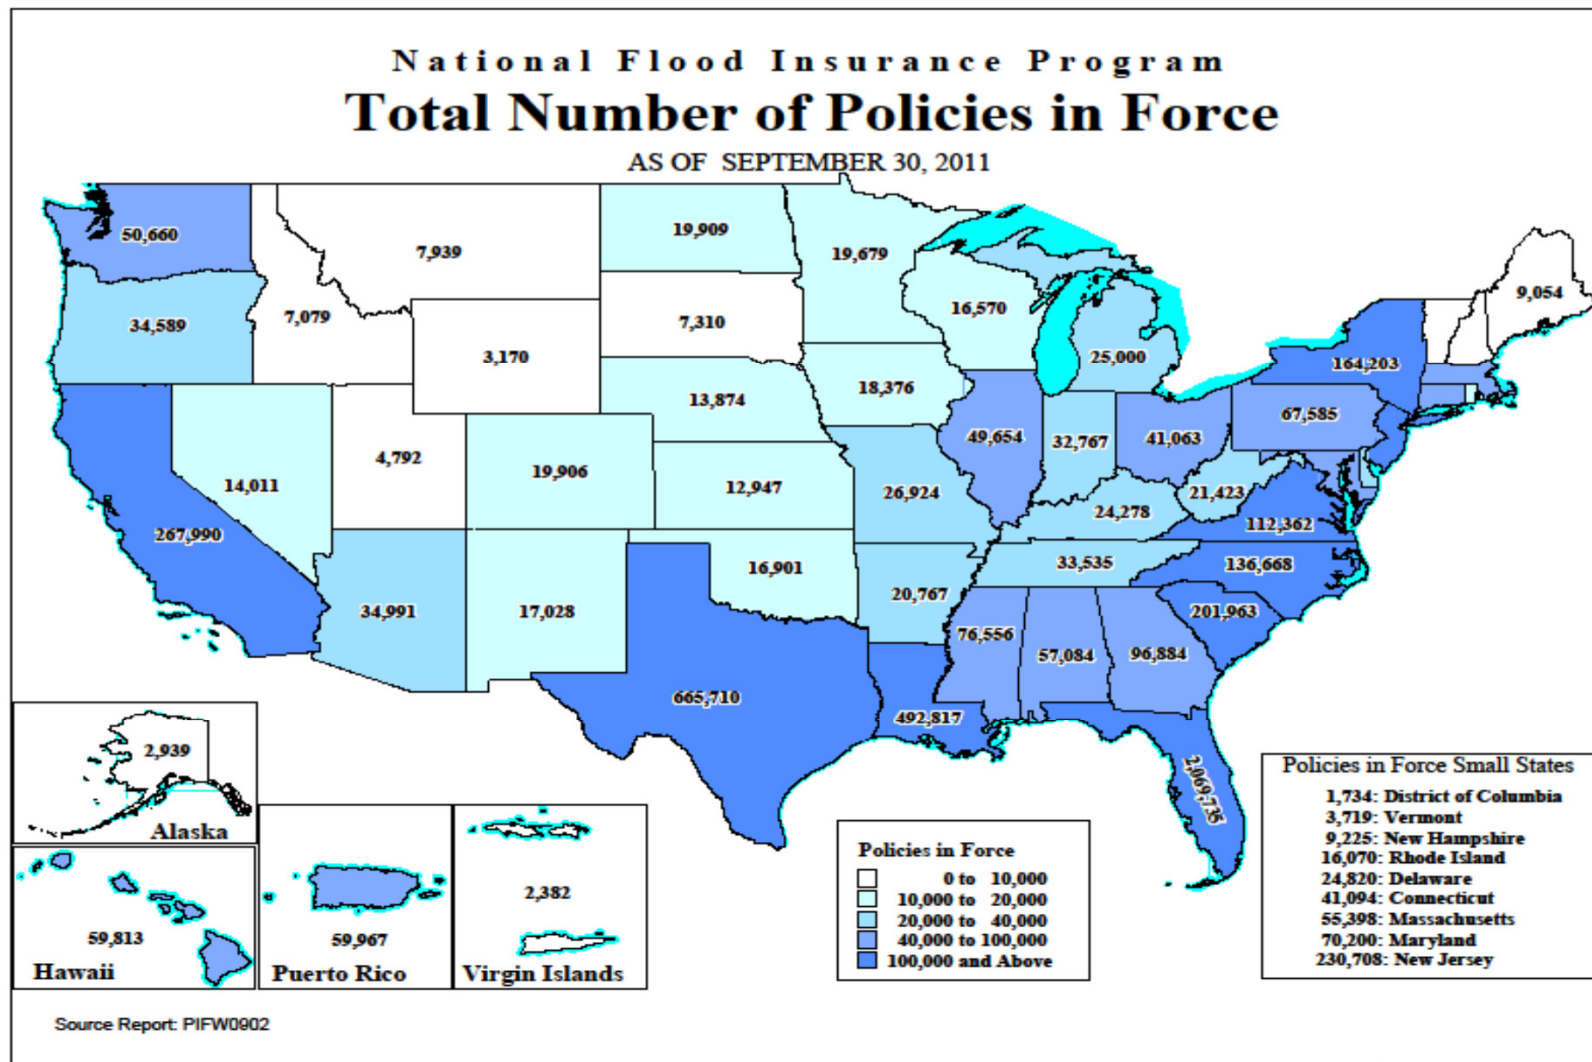 National Flood Insurance Program
Total Number of Policies in Force
AS OF SEPTEMBER 30, 2011
50,660
7,939
19,909
19,679
9,054
34,589
7,079
3,170
7,310
16,570
25,000
164,203
13,874
18,376
67,585
14,011
4,792
19,906
12,947
26,924
49,654
32,767
41,063
21,423
24,278
112,362
267,990
34,991
17,028
16,901
20,767
33,535
136,668
201,963
76,556
57,084
96,884
665,710
492,817
2,069,735
2,939
Alaska
59,813
Hawaii
59,967
Puerto Rico
2,382
Virgin Islands
Policies in Force
0 to 10,000
10,000 to 20,000
20,000 to 40,000
40,000 to 100,000
100,000 and Above
Policies in Force Small States
1,734: District of Columbia
3,719: Vermont
9,225: New Hampshire
16,070: Rhode Island
24,820: Delaware
41,094: Connecticut
55,398: Massachusetts
70,200: Maryland
230,708: New Jersey
Source Report: PIFW0902